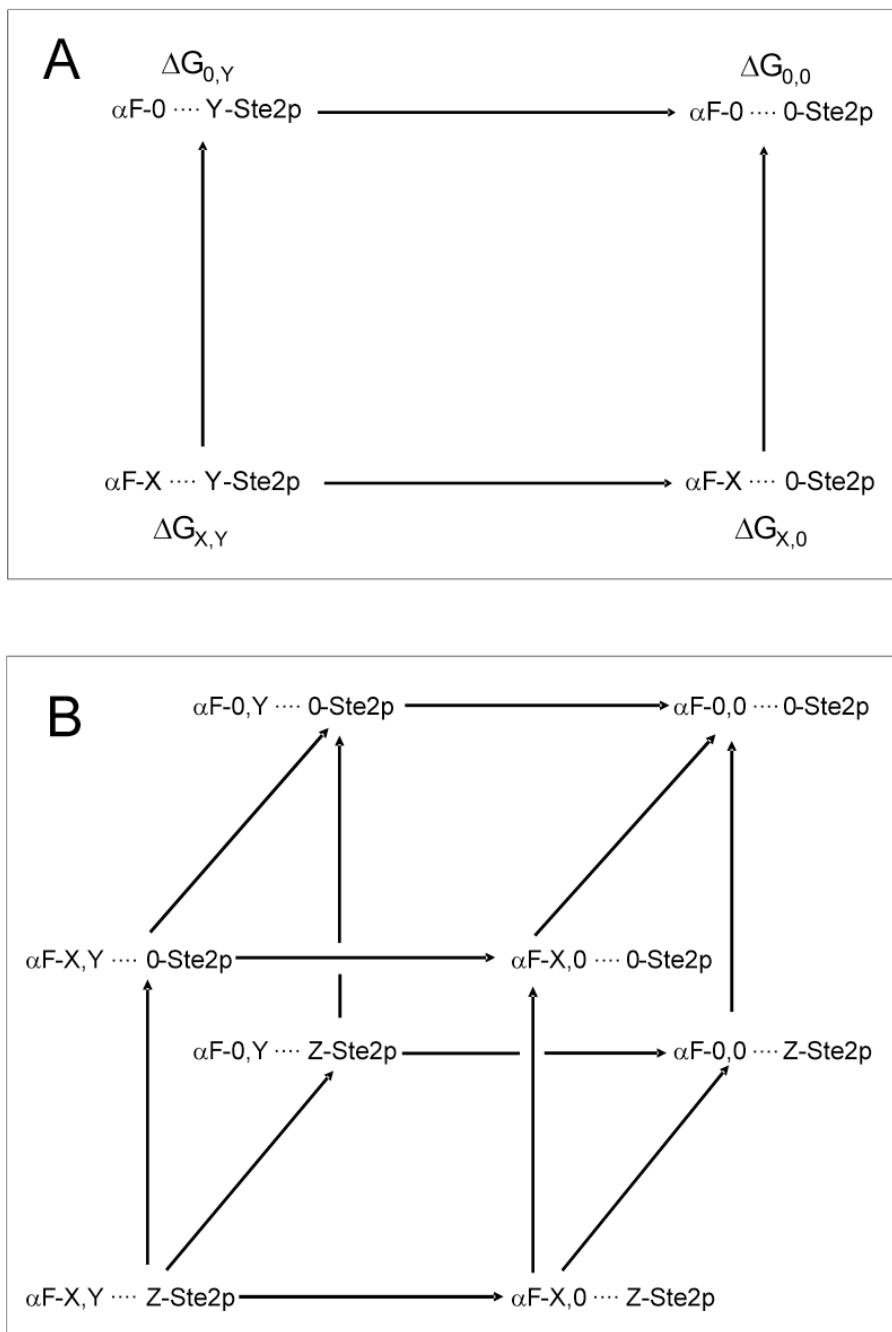 A
ΔG0,Y ΔG0,0
αF-0 ···· Y-Ste2p αF-0 ···· 0-Ste2p
αF-X ···· Y-Ste2p αF-X ···· 0-Ste2p
ΔGX,Y ΔGX,0
B
αF-0,Y ···· 0-Ste2p αF-0,0 ···· 0-Ste2p
αF-X,Y ···· 0-Ste2p αF-X,0 ···· 0-Ste2p
αF-0,Y ···· Z-Ste2p αF-0,0 ···· Z-Ste2p
αF-X,Y ···· Z-Ste2p αF-X,0 ···· Z-Ste2p